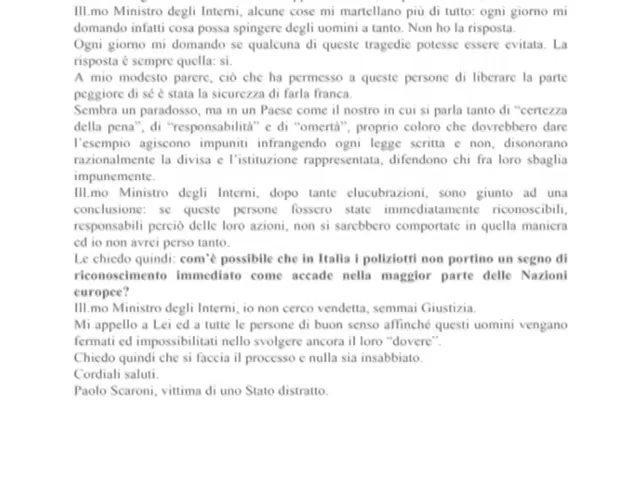 Ill.mo Ministro degli Interni, alcune cose mi martellano più di tutto: ogni giorno mi
domando infatti cosa possa spingere degli uomini a tanto. Non ho la risposta.
Ogni giorno mi domando se qualcuna di queste tragedie potesse essere evitata. La
risposta è sempre quella: sì.
A mio modesto parere, ciò che ha permesso a queste persone di liberare la parte
peggiore di sé è stata la sicurezza di farla franca.
Sembra un paradosso, ma in un Paese come il nostro in cui si parla tanto di “certezza
della pena”, di “responsabilità” e di “omertà”, proprio coloro che dovrebbero dare
l’esempio agiscono impuniti infrangendo ogni legge scritta e non, disonorano
razionalmente la divisa e l’istituzione rappresentata, difendono chi fra loro sbaglia
impunemente.
Ill.mo Ministro degli Interni, dopo tante elucubrazioni, sono giunto ad una
conclusione: se queste persone fossero state immediatamente riconoscibili,
responsabili perciò delle loro azioni, non si sarebbero comportate in quella maniera
ed io non avrei perso tanto.
Le chiedo quindi: com’è possibile che in Italia i poliziotti non portino un segno di
riconoscimento immediato come accade nella maggior parte delle Nazioni
europee?
Ill.mo Ministro degli Interni, io non cerco vendetta, semmai Giustizia.
Mi appello a Lei ed a tutte le persone di buon senso affinché questi uomini vengano
fermati ed impossibilitati nello svolgere ancora il loro “dovere”.
Chiedo quindi che si faccia il processo e nulla sia insabbiato.
Cordiali saluti.
Paolo Scaroni, vittima di uno Stato distratto.